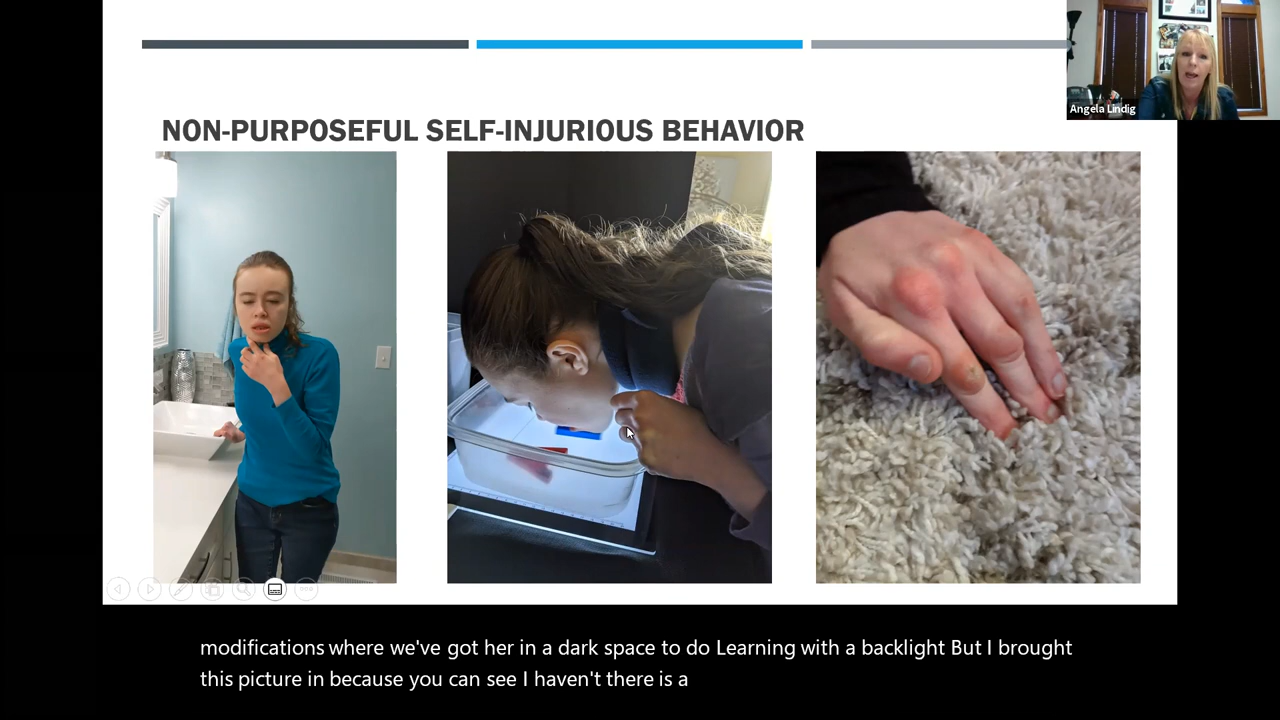 Angela Lindig
NON-PURPOSEFUL SELF-INJURIOUS BEHAVIOR
modifications where we've got her in a dark space to do Learning with a backlight But I brought
this picture in because you can see I haven't there is a